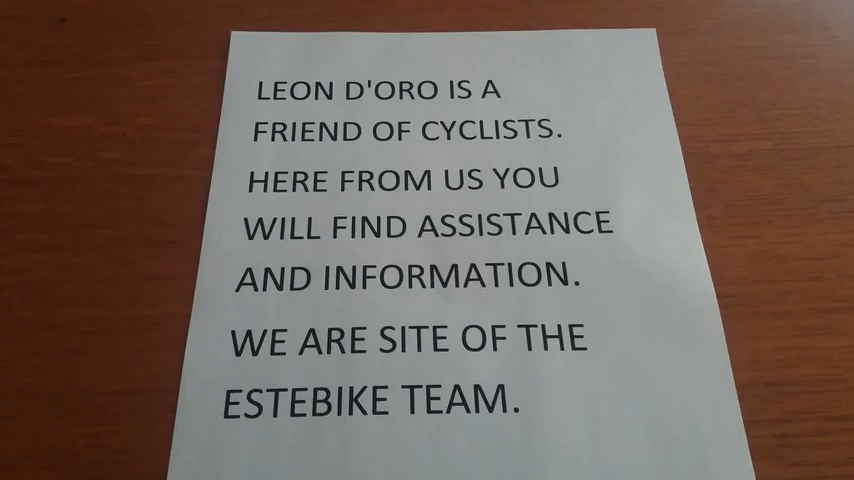 LEON D'ORO IS A
FRIEND OF CYCLISTS.
HERE FROM US YOU
WILL FIND ASSISTANCE
AND INFORMATION.
WE ARE SITE OF THE
ESTEBIKE TEAM.